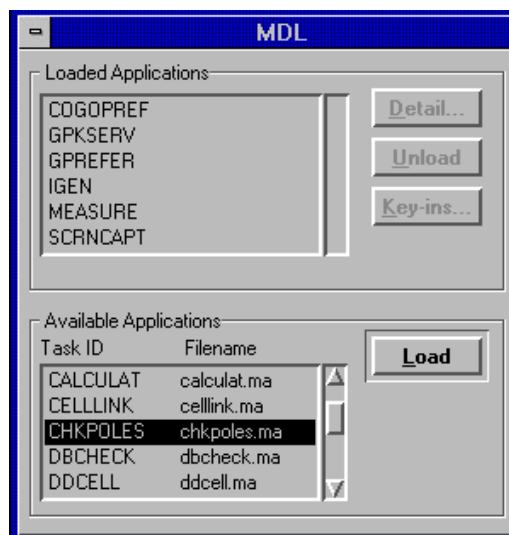 MDL
Loaded Applications
COGOPREF
GPKSERV
GPREFER
IGEN
MEASURE
SCRNCAPT
Detail...
Unload
Key-ins...
Available Applications
Task ID Filename
CALCULAT calculat.ma
CELLLINK celllink.ma
CHKPOLES chkpoles.ma
DBCHECK dbcheck.ma
DDCELL ddcell.ma
Load